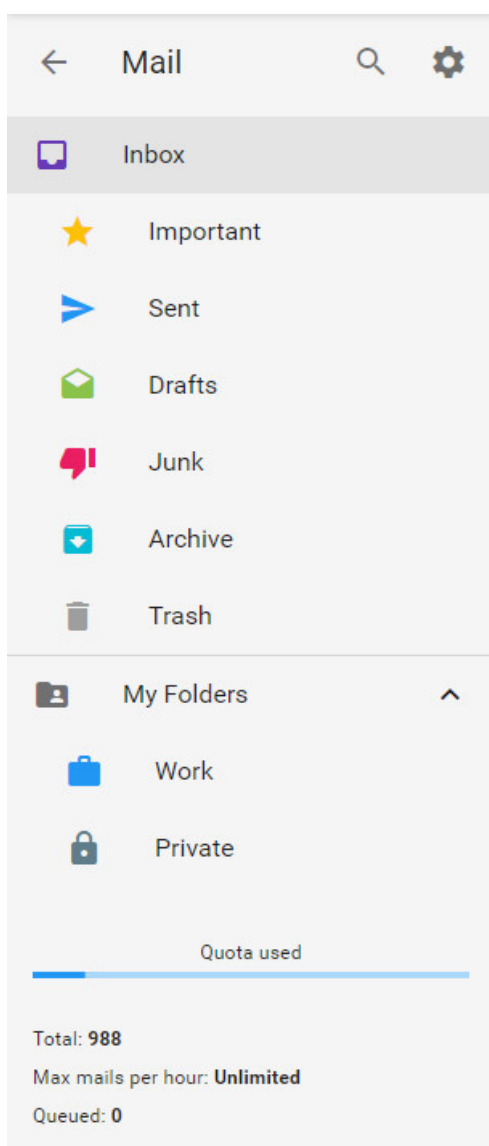 Mail
Inbox
Important
Sent
Drafts
Junk
Archive
Trash
My Folders
Work
Private
Quota used
Total: 988
Max mails per hour: Unlimited
Queued: 0